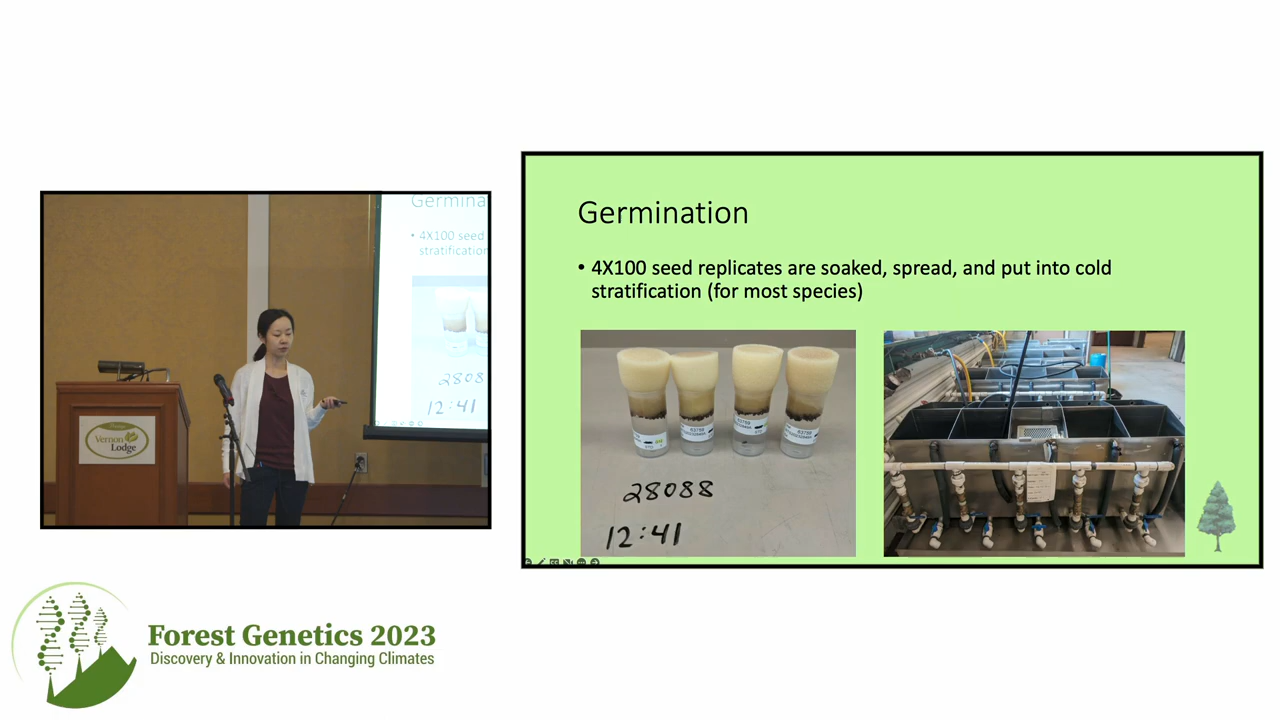 Germina
• 4X100 seed
stratification
2808
12:41
Vernon
Lodge
Germination
• 4X100 seed replicates are soaked, spread, and put into cold
stratification (for most species)
28088
12:41
Forest Genetics 2023
Discovery & Innovation in Changing Climates